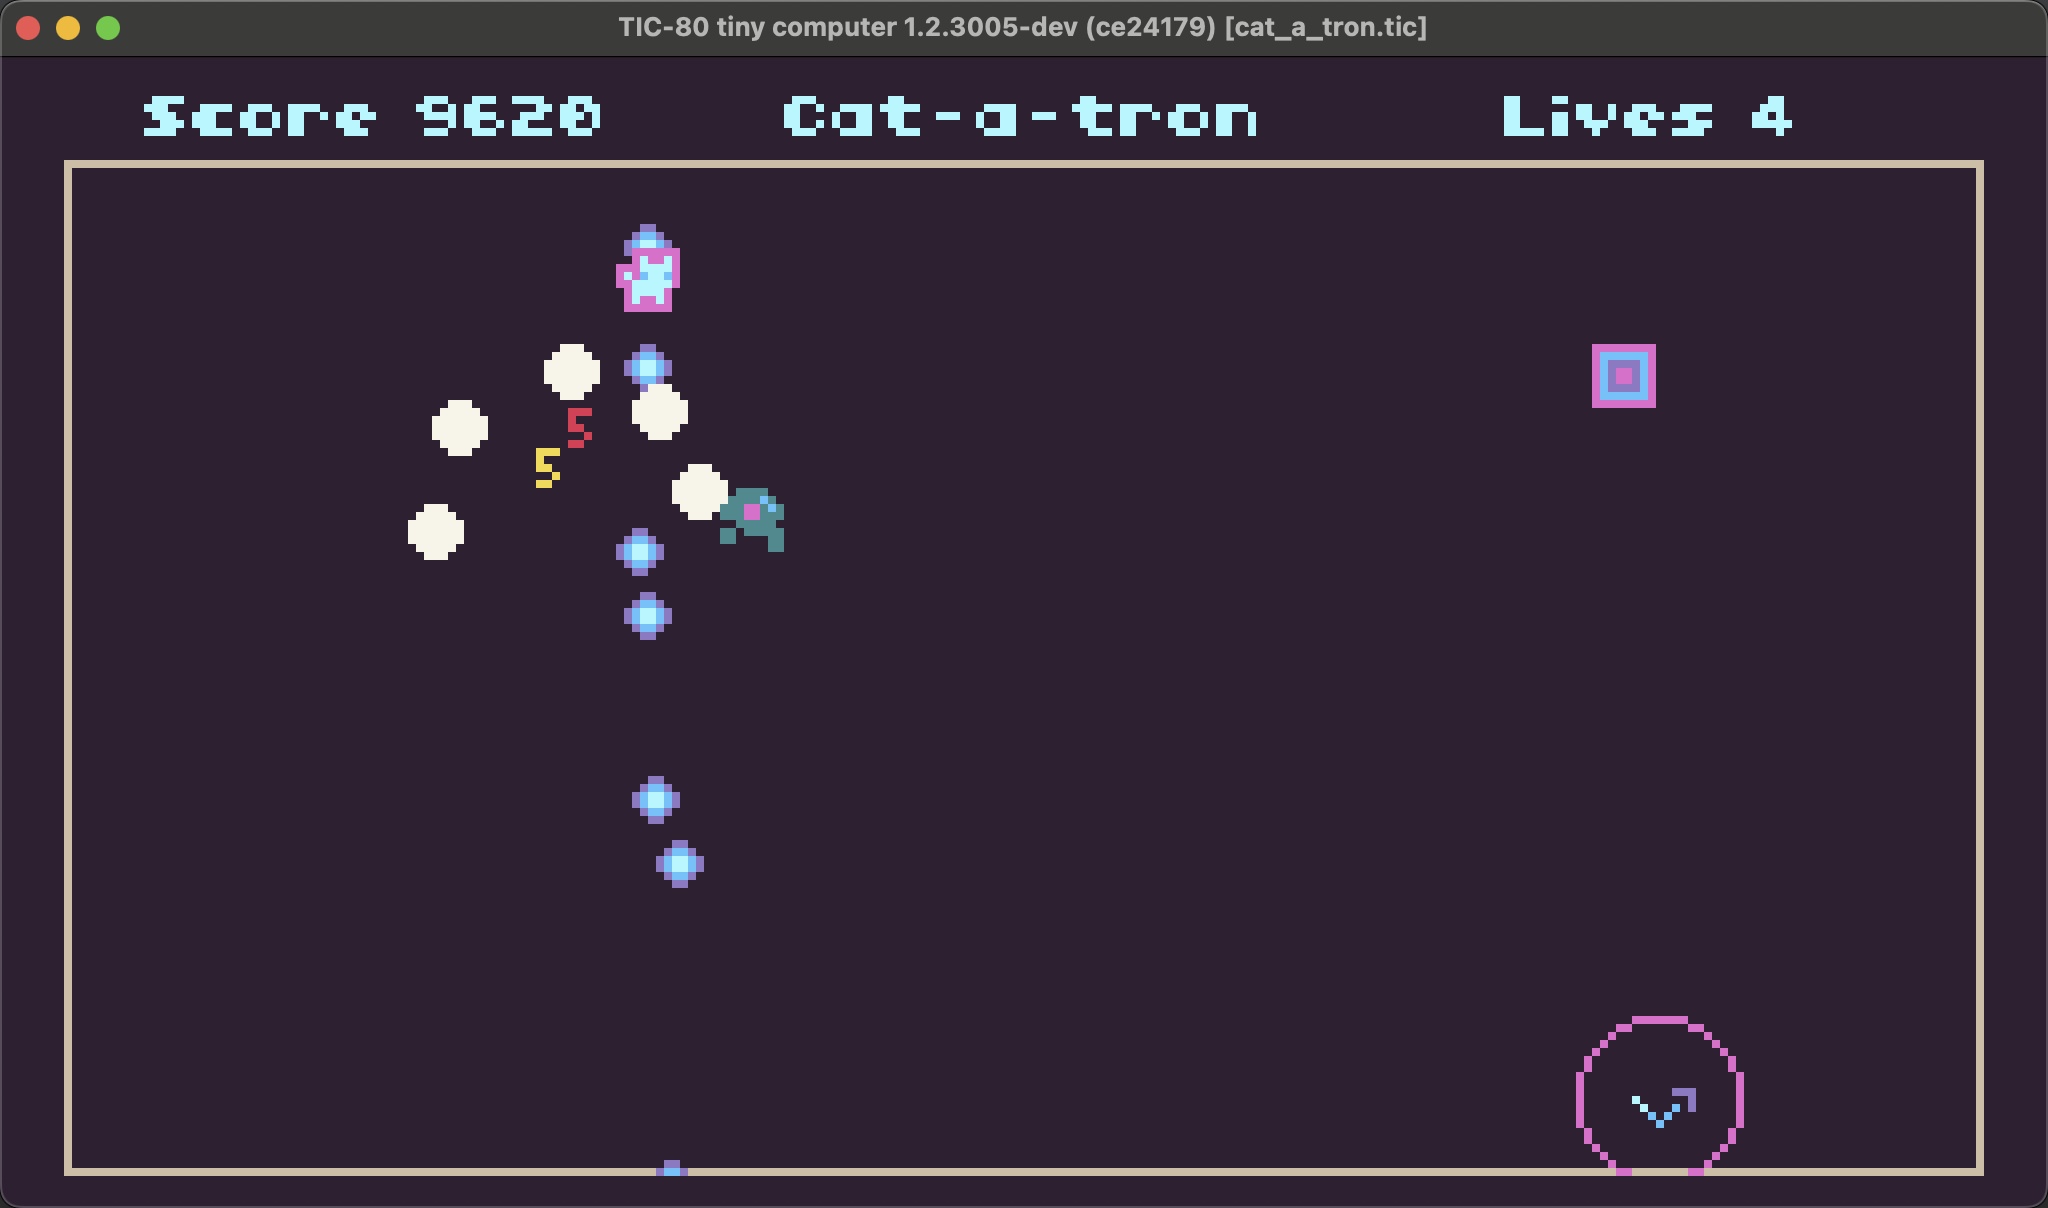 TIC-80 tiny computer 1.2.3005-dev (ce24179) [cat_a_tron.tic]
Score 9620 Cat-a-tron Lives 4
5
5